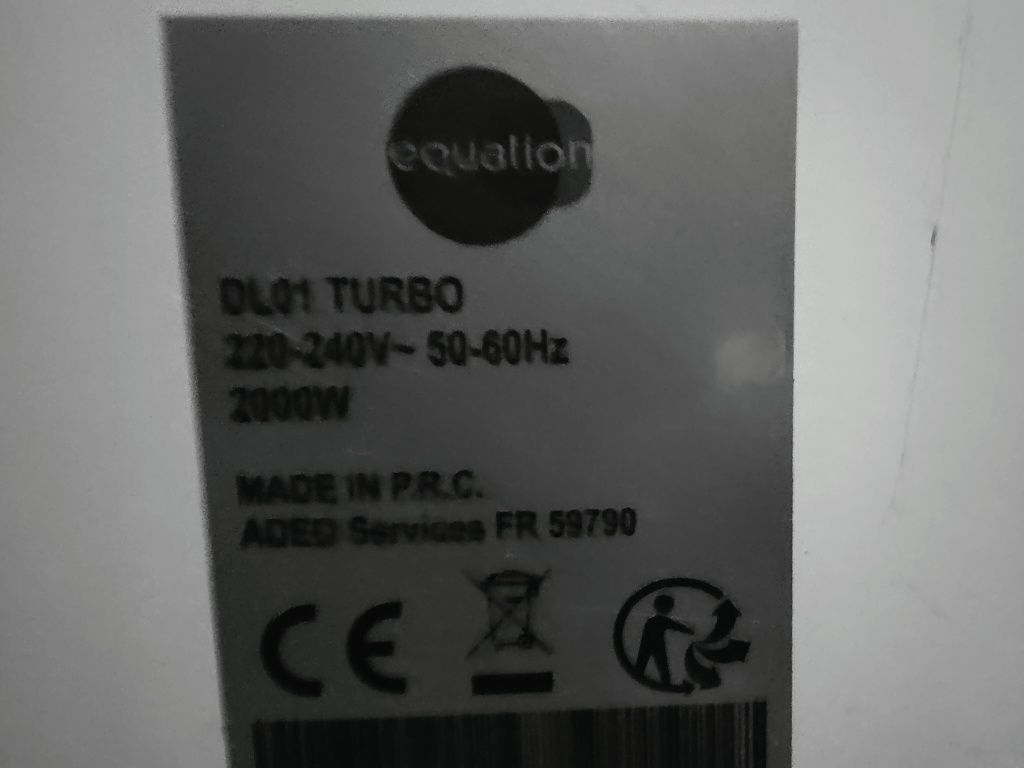 equation
DL01 TURBO
220-240V~ 50-60Hz
2000W
MADE IN P.R.C.
ADEO Services FR 59790
CE